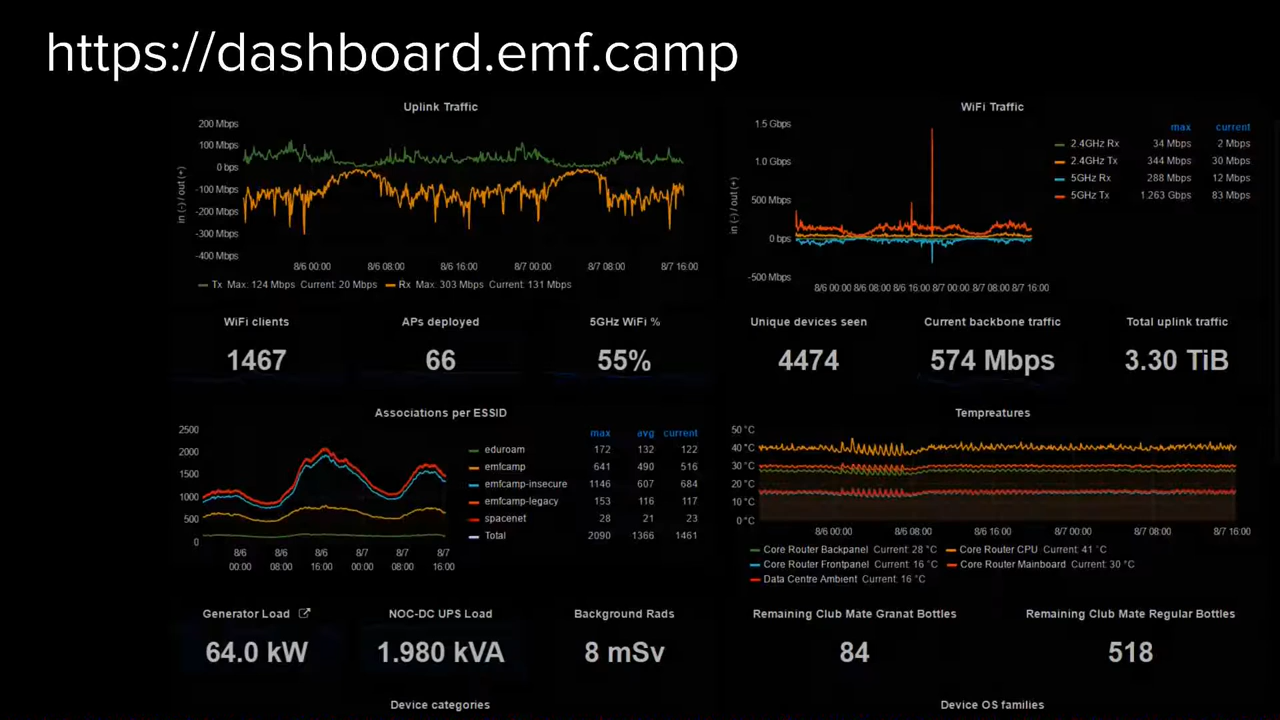 https://dashboard.emf.camp
Uplink Traffic
200 Mbps
100 Mbps
0 bps
-100 Mbps
-200 Mbps
-300 Mbps
-400 Mbps
in (-) / out (+)
8/6 00:00 8/6 08:00 8/6 16:00 8/7 00:00 8/7 08:00 8/7 16:00
Tx Max: 124 Mbps Current: 20 Mbps Rx Max: 303 Mbps Current: 131 Mbps
WiFi Traffic
1.5 Gbps
1.0 Gbps
500 Mbps
0 bps
-500 Mbps
in (-) / out (+)
8/6 00:00 8/6 08:00 8/6 16:00 8/7 00:00 8/7 08:00 8/7 16:00
max current
2.4GHz Rx 34 Mbps 2 Mbps
2.4GHz Tx 344 Mbps 30 Mbps
5GHz Rx 288 Mbps 12 Mbps
5GHz Tx 1.263 Gbps 83 Mbps
WiFi clients
1467
APs deployed
66
5GHz WiFi %
55%
Unique devices seen
4474
Current backbone traffic
574 Mbps
Total uplink traffic
3.30 TiB
Associations per ESSID
2500
2000
1500
1000
500
0
8/6 8/6 8/6 8/7 8/7 8/7
00:00 08:00 16:00 00:00 08:00 16:00
max avg current
eduroam 172 132 122
emfcamp 641 490 516
emfcamp-insecure 1146 607 684
emfcamp-legacy 153 116 117
spacenet 28 21 23
Total 2090 1366 1461
Tempreatures
50 °C
40 °C
30 °C
20 °C
10 °C
0 °C
8/6 00:00 8/6 08:00 8/6 16:00 8/7 00:00 8/7 08:00 8/7 16:00
Core Router Backpanel Current: 28 °C Core Router CPU Current: 41 °C
Core Router Frontpanel Current: 16 °C Core Router Mainboard Current: 30 °C
Data Centre Ambient Current: 16 °C
Generator Load
64.0 kW
NOC-DC UPS Load
1.980 kVA
Background Rads
8 mSv
Remaining Club Mate Granat Bottles
84
Remaining Club Mate Regular Bottles
518
Device categories
Device OS families